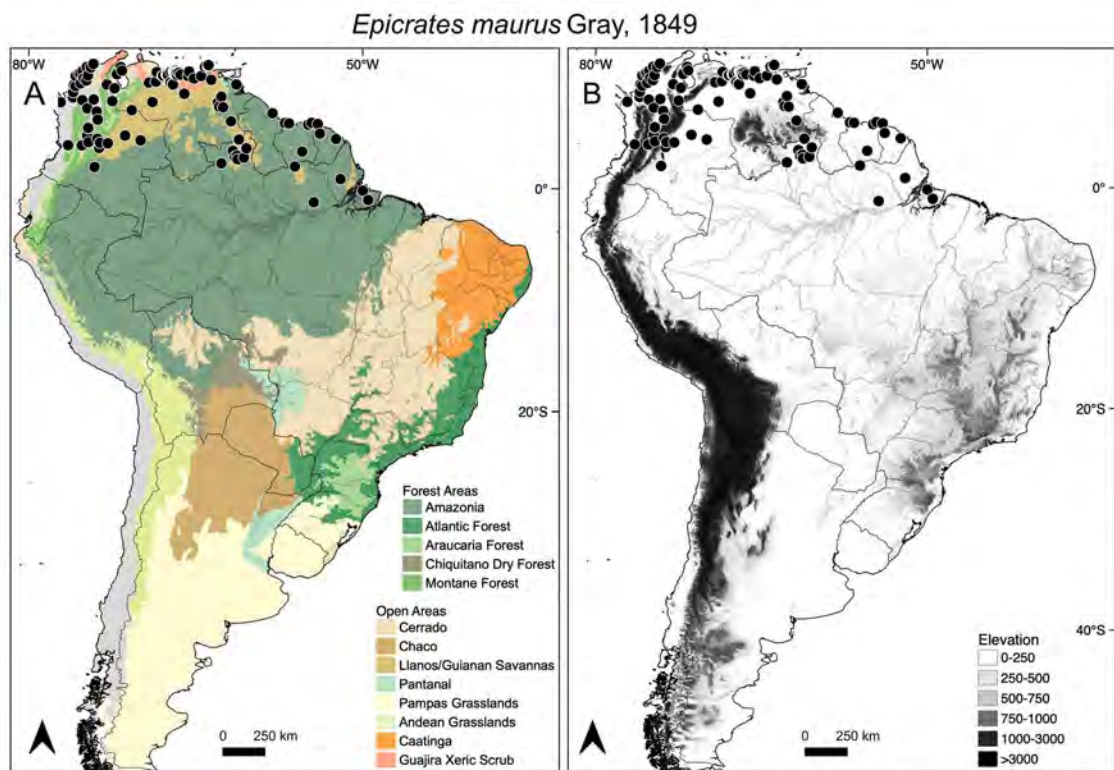 Epicrates maurus Gray, 1849
80°W
50°W
A
0°
20°S
Forest Areas
Amazonia
Atlantic Forest
Araucaria Forest
Chiquitano Dry Forest
Montane Forest
Open Areas
Cerrado
Chaco
Llanos/Guianan Savannas
Pantanal
Pampas Grasslands
Andean Grasslands
Caatinga
Guajira Xeric Scrub
250 km
80°W
50°W
B
0°
20°S
40°S
Elevation
0-250
250-500
500-750
750-1000
1000-3000
>3000
250 km